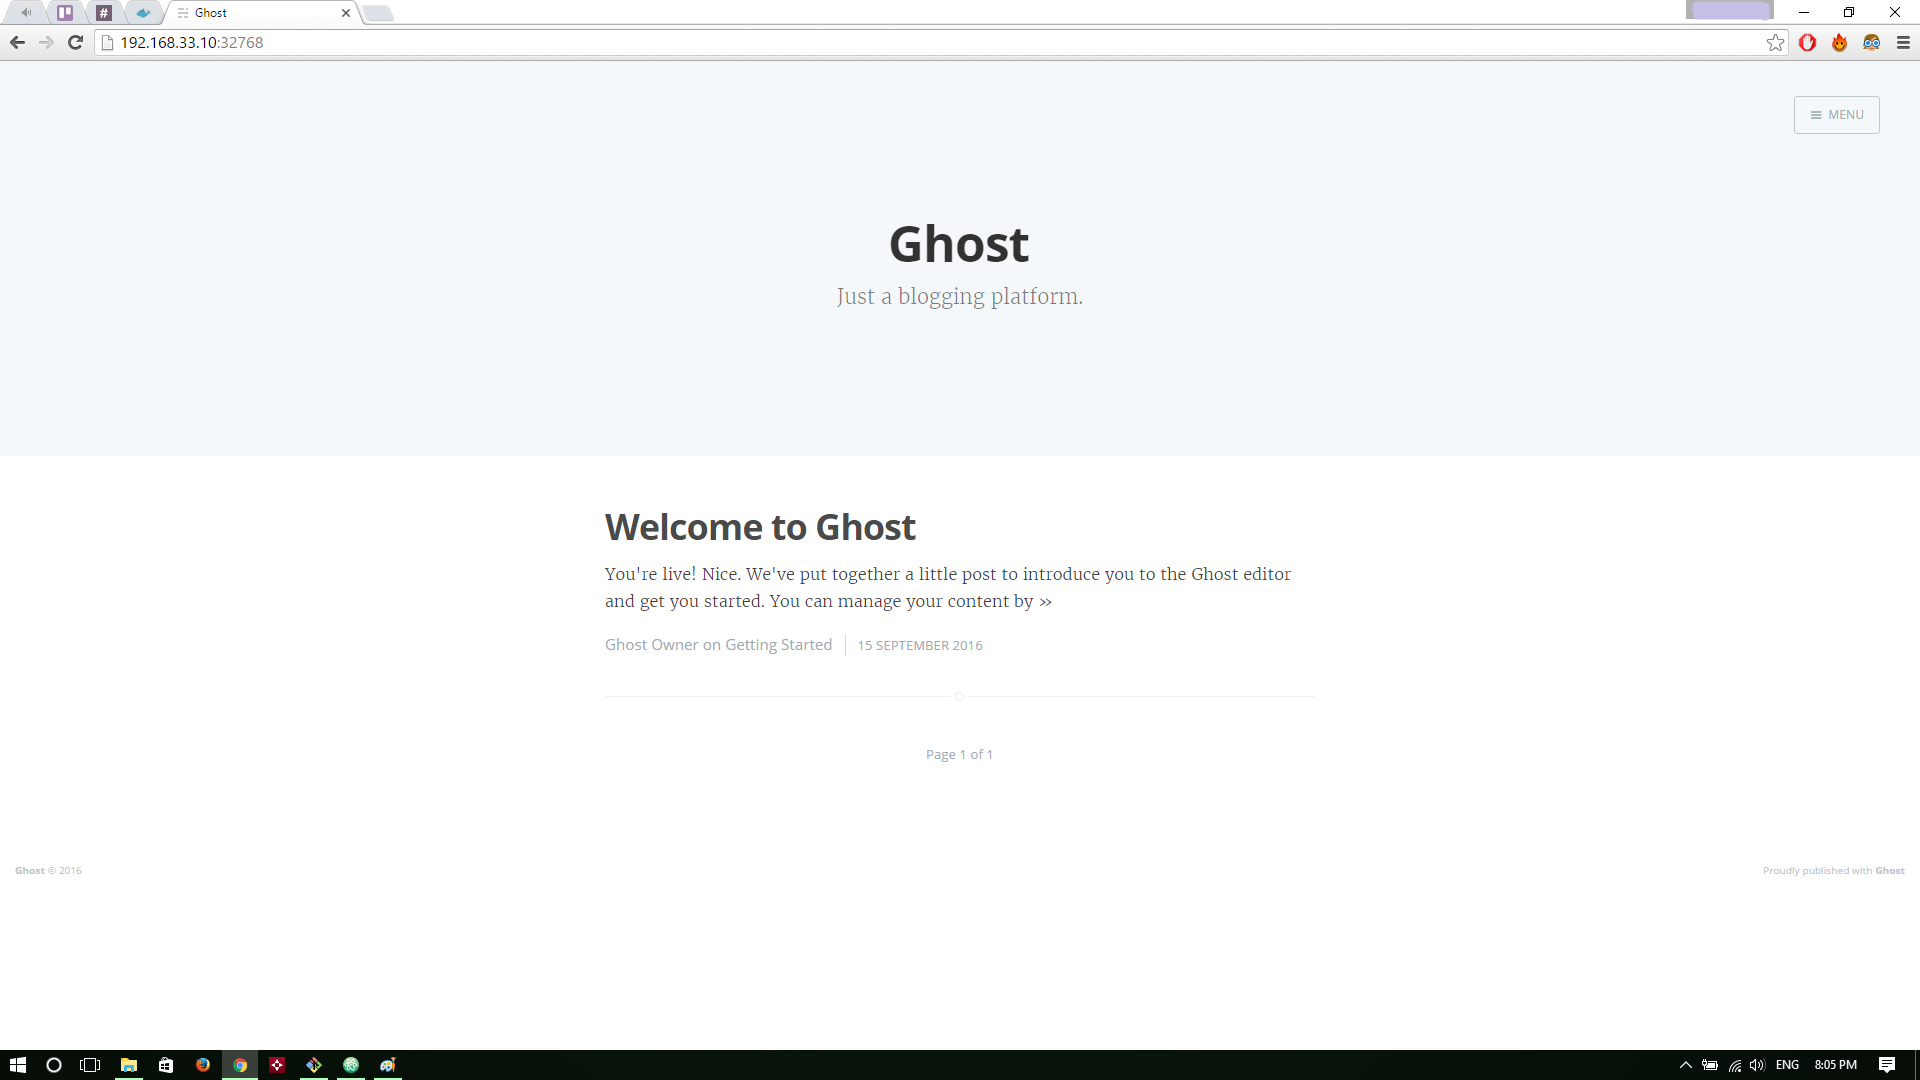 Ghost
192.168.33.10:32768
MENU
Ghost
Just a blogging platform.
Welcome to Ghost
You're live! Nice. We've put together a little post to introduce you to the Ghost editor
and get you started. You can manage your content by »
Ghost Owner on Getting Started 15 SEPTEMBER 2016
Page 1 of 1
Ghost © 2016 Proudly published with Ghost
ENG 8:05 PM